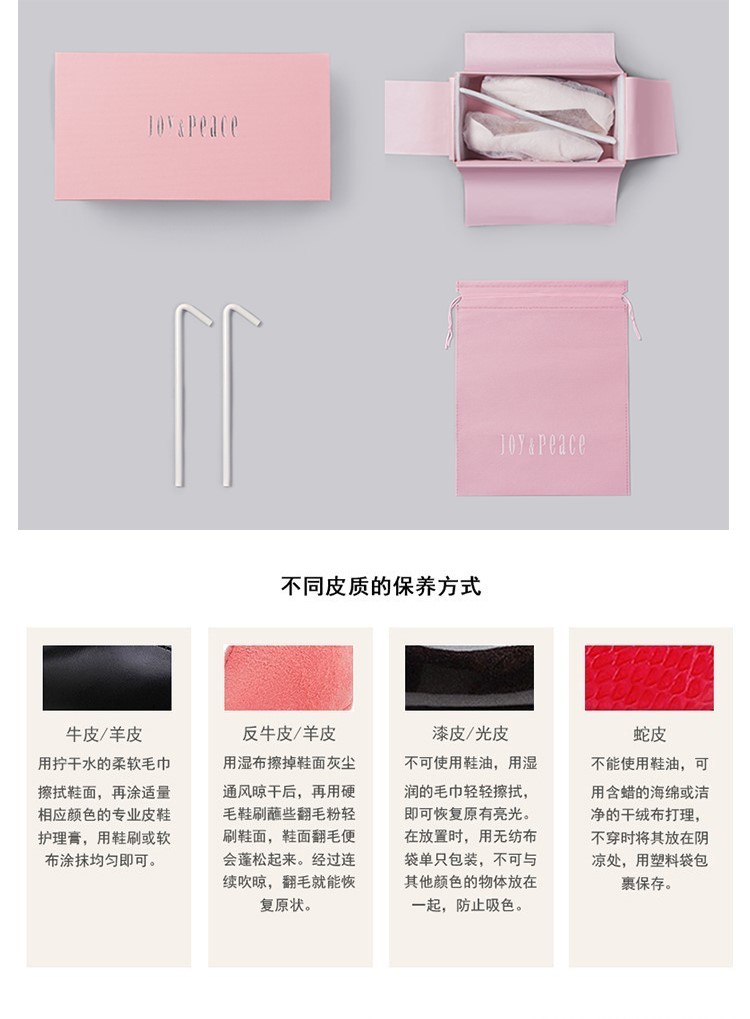 Joy&Peace
Joy&Peace
不同皮质的保养方式
牛皮/羊皮
用拧干水的柔软毛巾
擦拭鞋面，再涂适量
相应颜色的专业皮鞋
护理膏，用鞋刷或软
布涂抹均匀即可。
反牛皮/羊皮
用湿布擦掉鞋面灰尘
通风晾干后，再用硬
毛鞋刷蘸些翻毛粉轻
刷鞋面，鞋面翻毛便
会蓬松起来。经过连
续吹晾，翻毛就能恢
复原状。
漆皮/光皮
不可使用鞋油，用湿
润的毛巾轻轻擦拭，
即可恢复原有亮光。
在放置时，用无纺布
袋单只包装，不可与
其他颜色的物体放在
一起，防止吸色。
蛇皮
不能使用鞋油，可
用含蜡的海绵或洁
净的干绒布打理，
不穿时将其放在阴
凉处，用塑料袋包
裹保存。